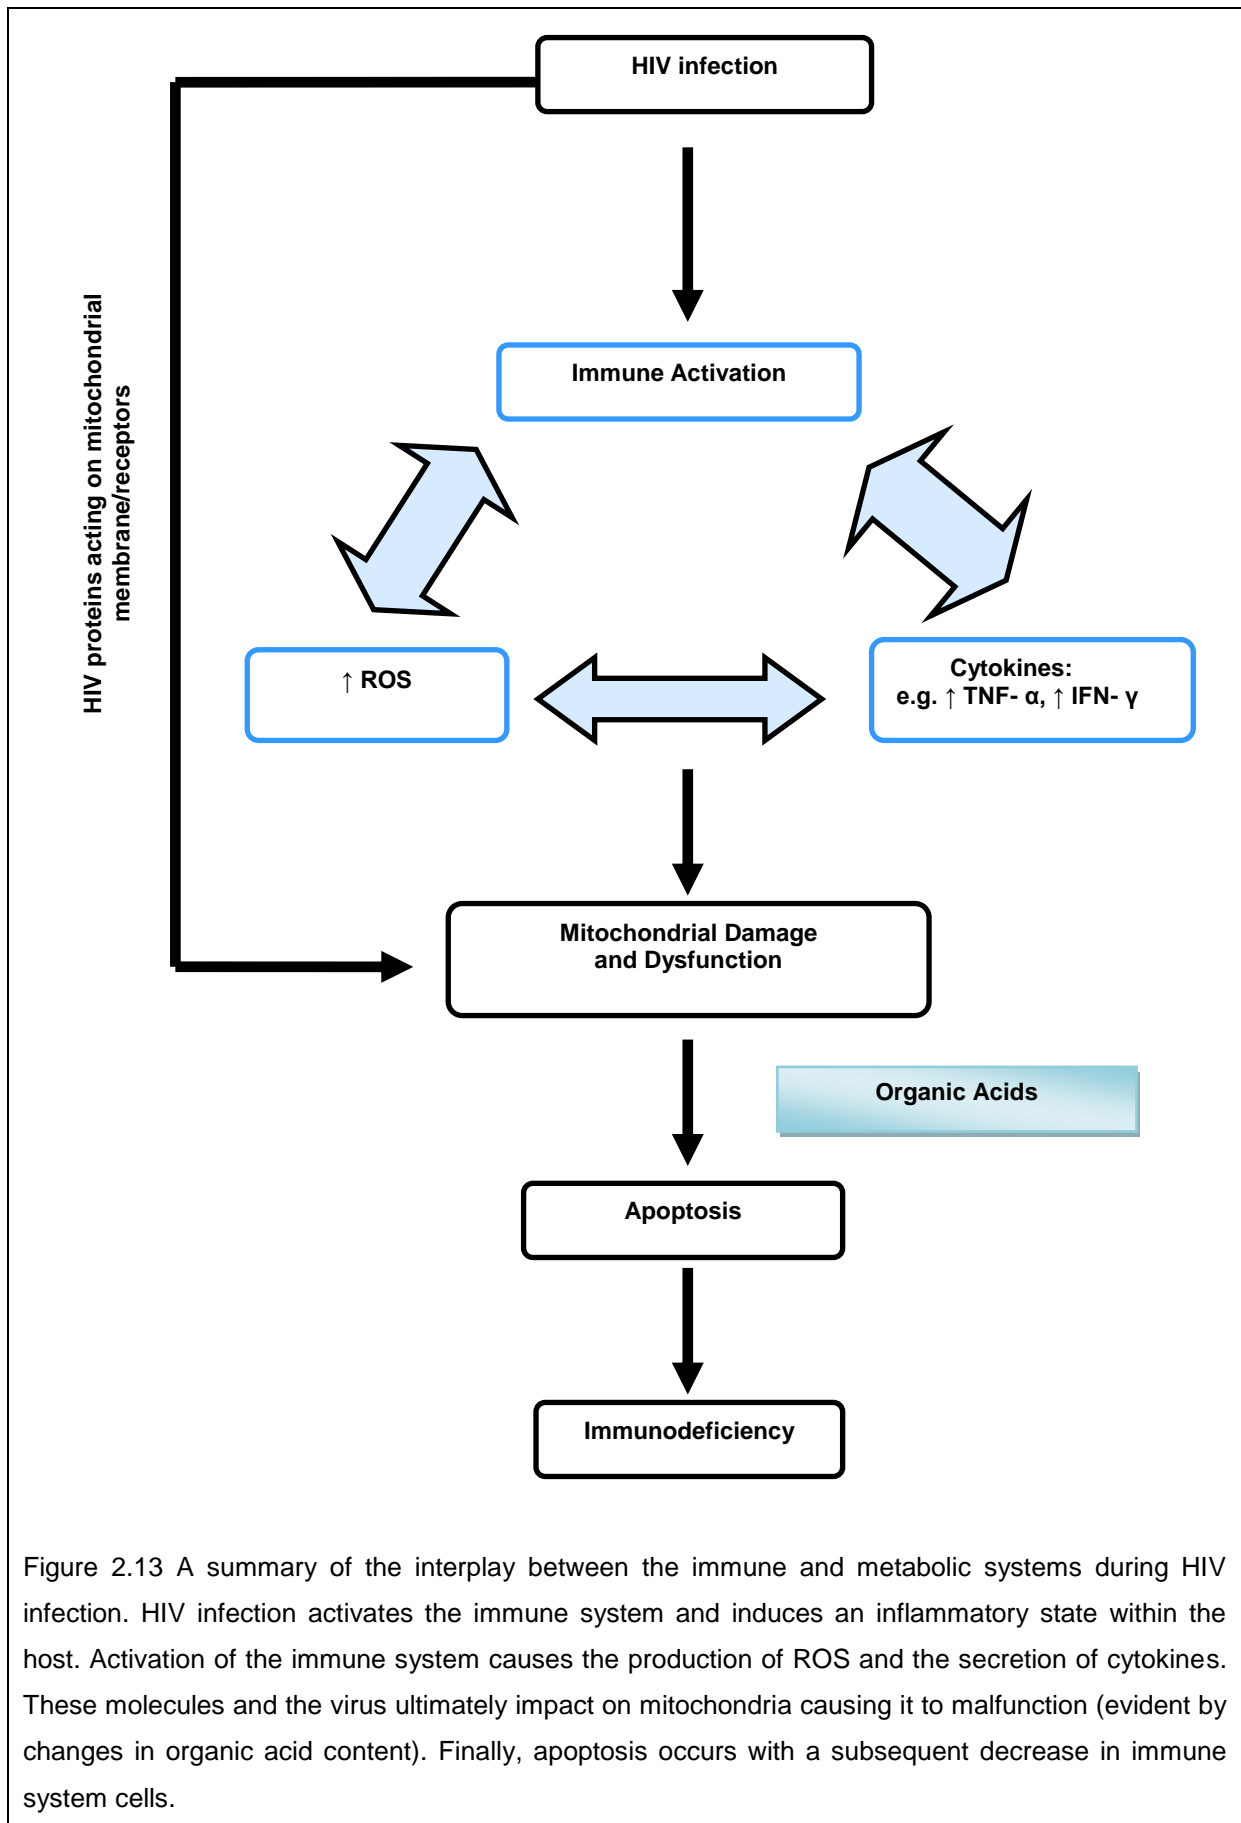 HIV infection
HIV proteins acting on mitochondrial
membrane/receptors
Immune Activation
↑ ROS
Cytokines:
e.g. ↑ TNF- α, ↑ IFN- γ
Mitochondrial Damage
and Dysfunction
Organic Acids
Apoptosis
Immunodeficiency
Figure 2.13 A summary of the interplay between the immune and metabolic systems during HIV
infection. HIV infection activates the immune system and induces an inflammatory state within the
host. Activation of the immune system causes the production of ROS and the secretion of cytokines.
These molecules and the virus ultimately impact on mitochondria causing it to malfunction (evident by
changes in organic acid content). Finally, apoptosis occurs with a subsequent decrease in immune
system cells.